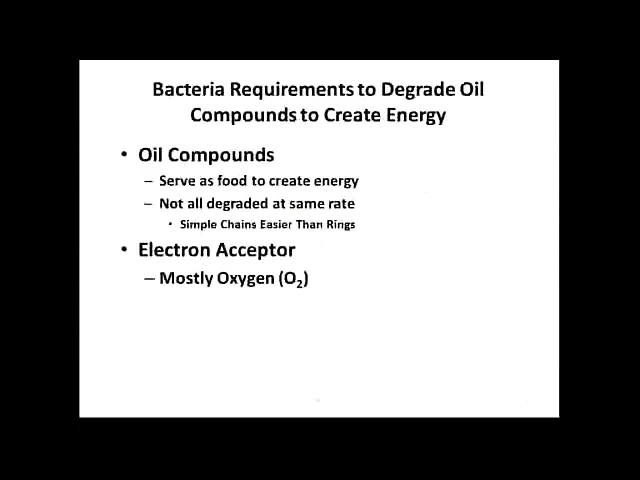 Bacteria Requirements to Degrade Oil
Compounds to Create Energy
• Oil Compounds
– Serve as food to create energy
– Not all degraded at same rate
• Simple Chains Easier Than Rings
• Electron Acceptor
– Mostly Oxygen (O₂)